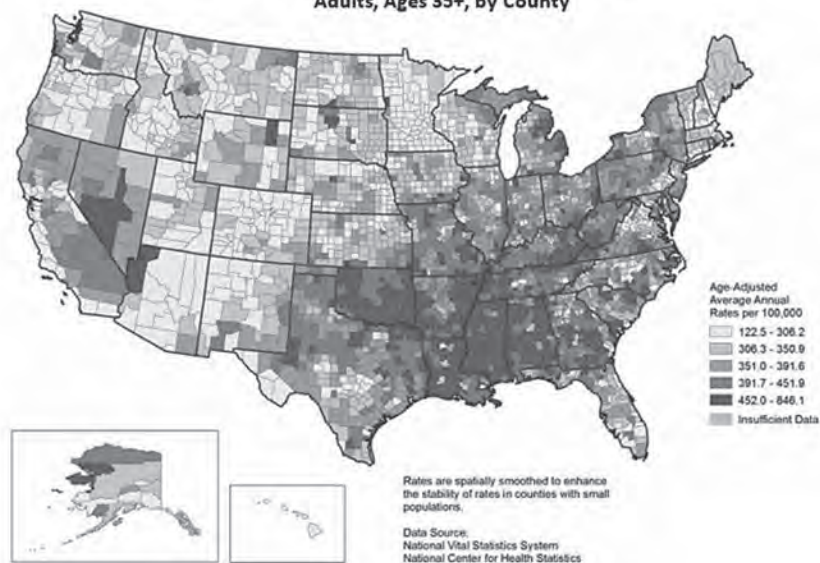 Adults, Ages 35+, by County
Age-Adjusted
Average Annual
Rates per 100,000
122.5 - 306.2
306.3 - 350.9
351.0 - 391.6
391.7 - 451.9
452.0 - 846.1
Insufficient Data
Rates are spatially smoothed to enhance
the stability of rates in counties with small
populations.
Data Source:
National Vital Statistics System
National Center for Health Statistics